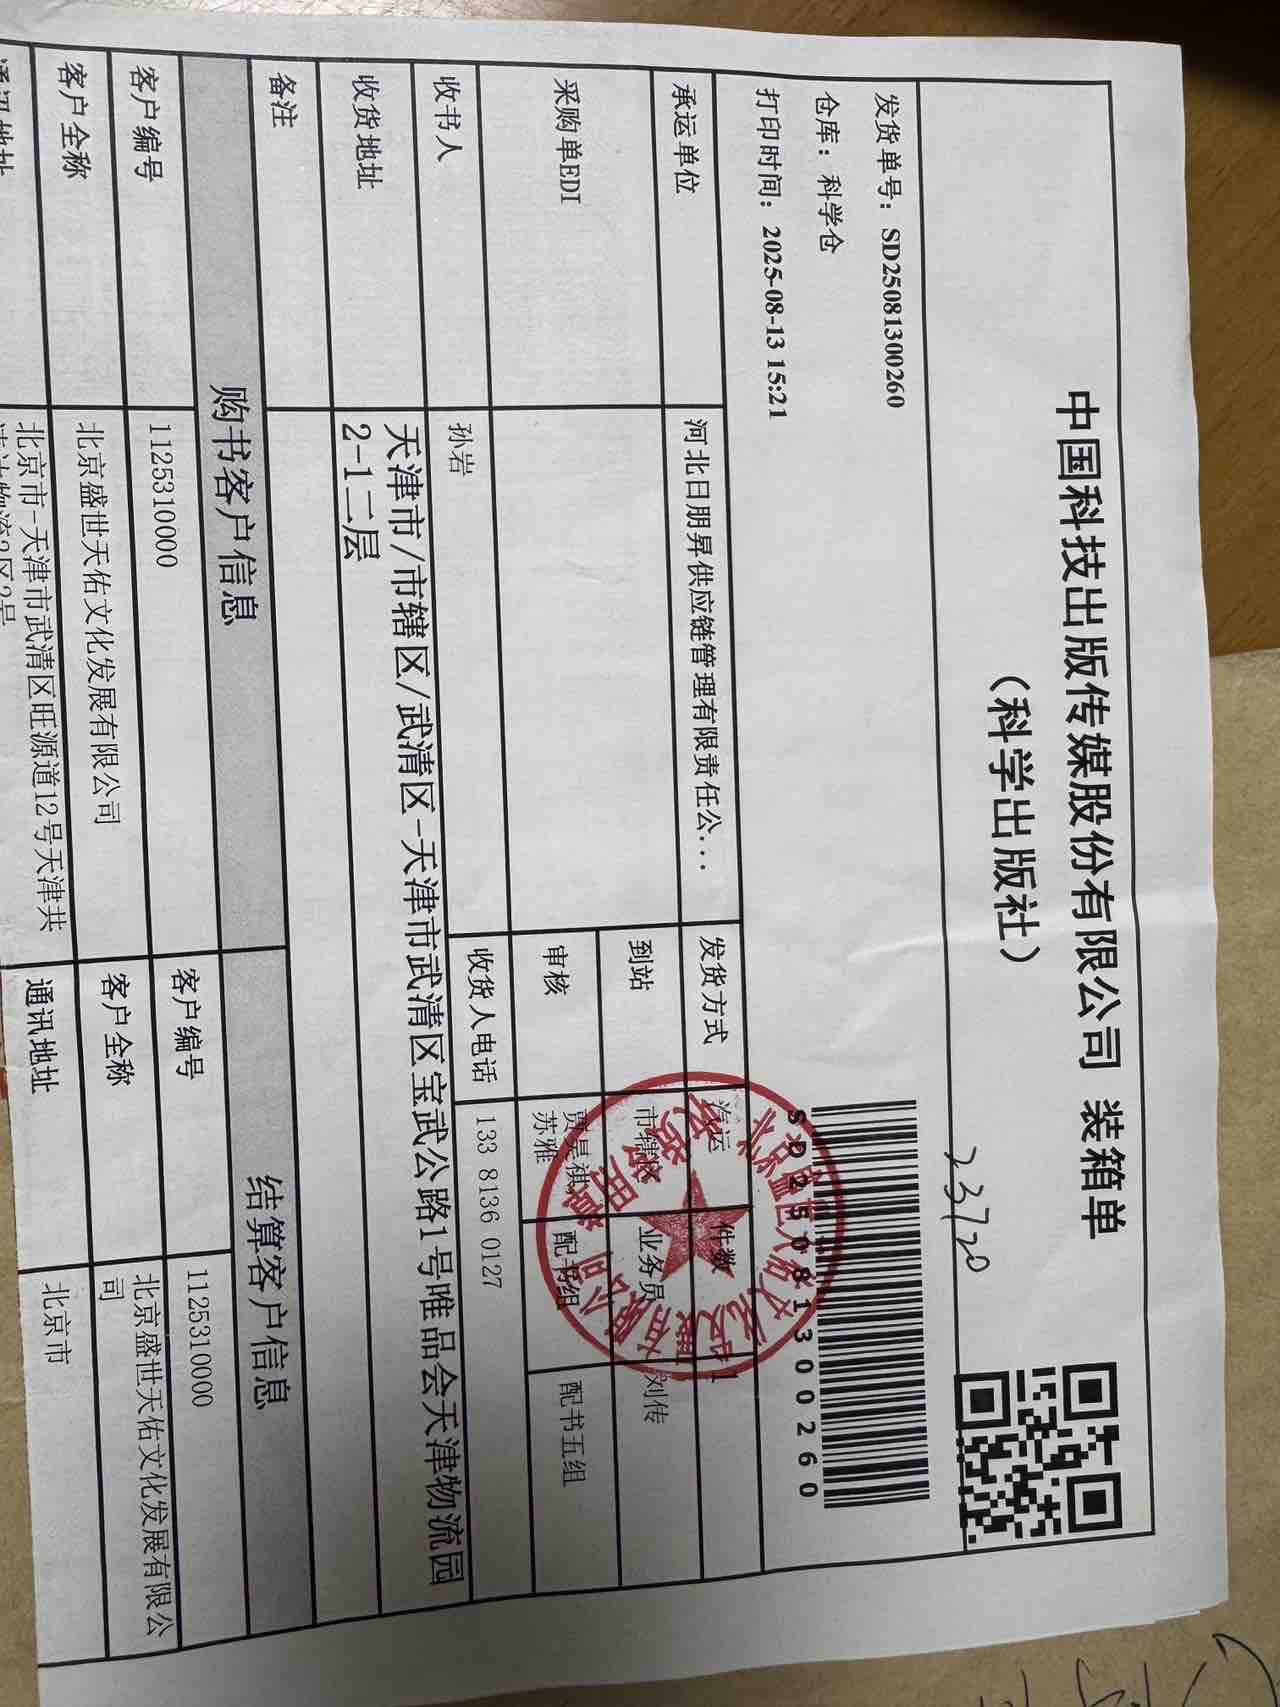 中国科技出版传媒股份有限公司 装箱单
（科学出版社）
23720
发货单号：SD250813000260
仓库：科学仓
打印时间：2025-08-13 15:21
SD250813000260
承运单位 河北日朋昇供应链管理有限责任公... 发货方式 汽运 件数 1
采购单EDI 到站 市辖区 业务员 刘传
审核 贾昊祺 配书组 配书五组
苏雅
收书人 孙岩 收货人电话 133 8136 0127
收货地址 天津市/市辖区/武清区-天津市武清区宝武公路1号唯品会天津物流园
2-1二层
备注
购书客户信息 结算客户信息
客户编号 1125310000 客户编号 1125310000
客户全称 北京盛世天佑文化发展有限公司 客户全称 北京盛世天佑文化发展有限公
司
通讯地址 北京市-天津市武清区旺源道12号天津共 通讯地址 北京市